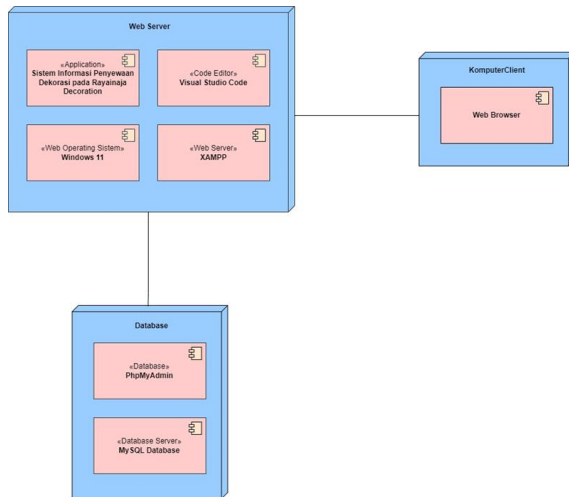 Web Server
«Application»
Sistem Informasi Penyewaan
Dekorasi pada Rayainaja
Decoration
«Code Editor»
Visual Studio Code
«Web Operating Sistem»
Windows 11
«Web Server»
XAMPP
KomputerClient
Web Browser
Database
«Database»
PhpMyAdmin
«Database Server»
MySQL Database